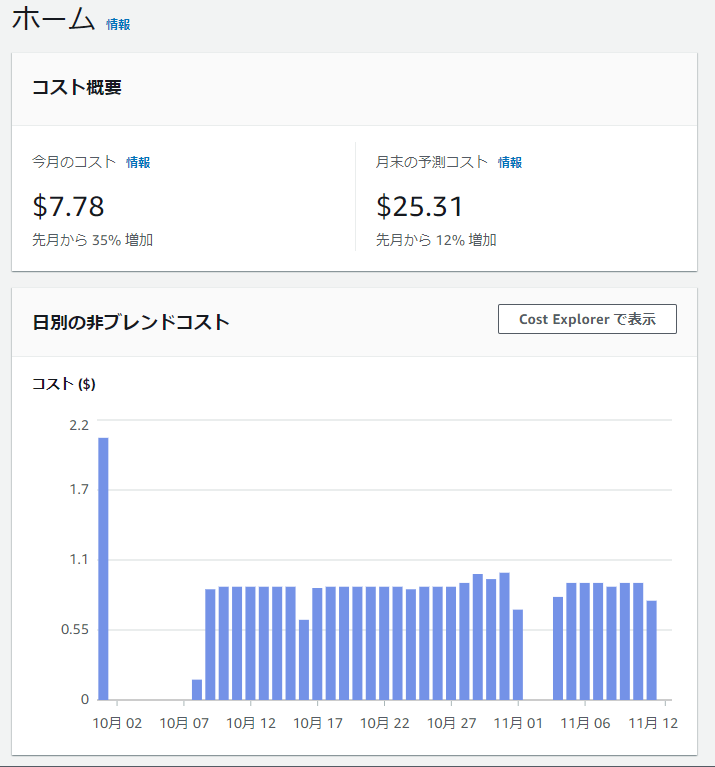 ホーム 情報
コスト概要
今月のコスト 情報
$7.78
先月から 35% 増加
月末の予測コスト 情報
$25.31
先月から 12% 増加
日別の非ブレンドコスト
Cost Explorer で表示
コスト ($)
2.2
1.7
1.1
0.55
0
10月 02 10月 07 10月 12 10月 17 10月 22 10月 27 11月 01 11月 06 11月 12